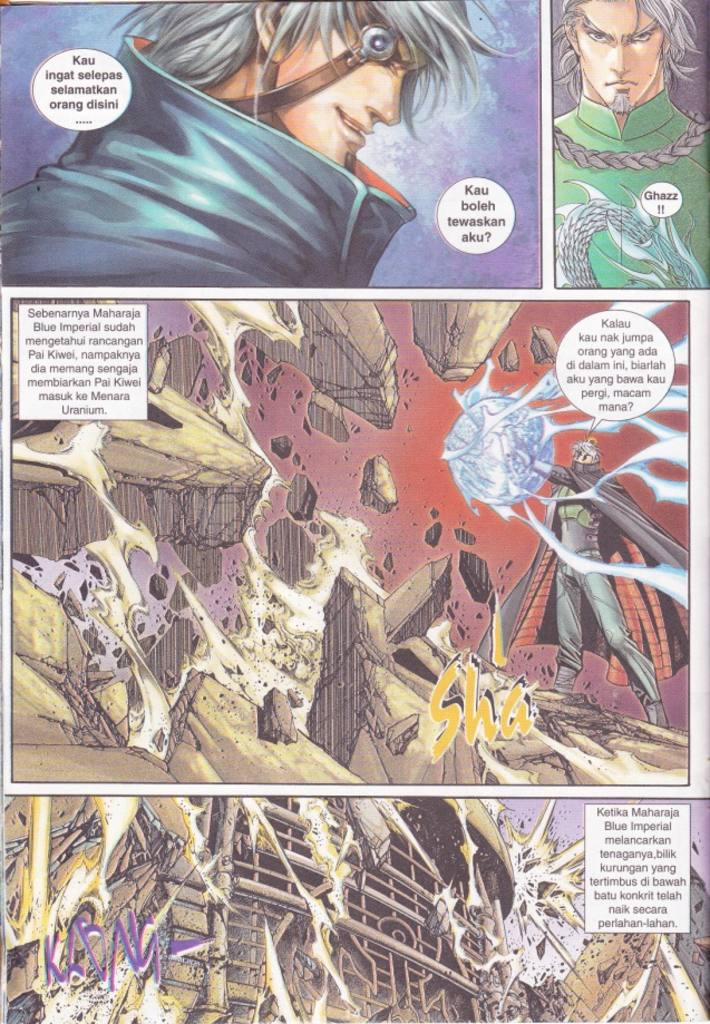 Kau
ingat selepas
selamatkan
orang disini
.....
Kau
boleh
tewaskan
aku?
Ghazz
!!
Sebenarnya Maharaja
Blue Imperial sudah
mengetahui rancangan
Pai Kiwei, nampaknya
dia memang sengaja
membiarkan Pai Kiwei
masuk ke Menara
Uranium.
Kalau
kau nak jumpa
orang yang ada
di dalam ini, biarlah
aku yang bawa kau
pergi, macam
mana?
Sha
Ketika Maharaja
Blue Imperial
melancarkan
tenaganya,bilik
kurungan yang
tertimbus di bawah
batu konkrit telah
naik secara
perlahan-lahan.